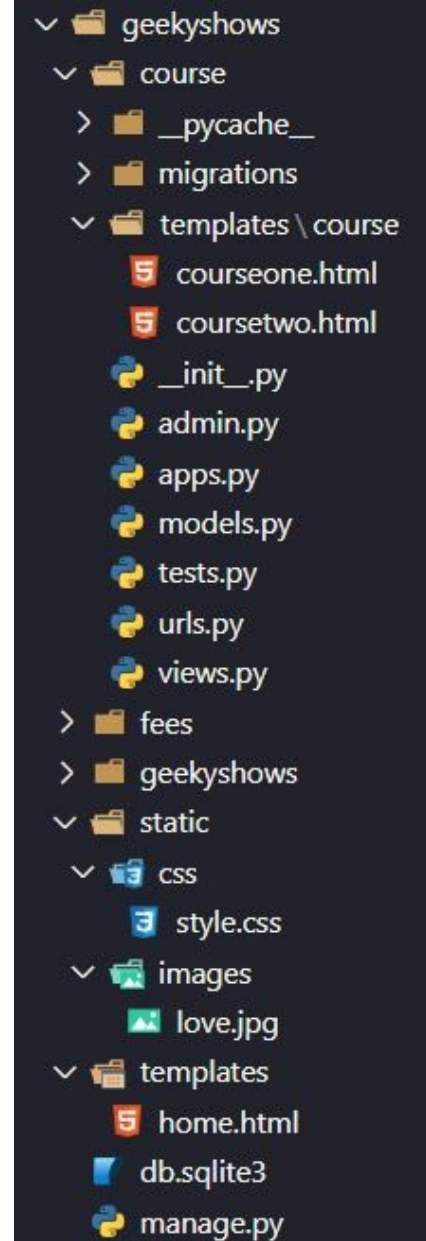 geekyshows
course
__pycache__
migrations
templates\course
courseone.html
coursetwo.html
__init__.py
admin.py
apps.py
models.py
tests.py
urls.py
views.py
fees
geekyshows
static
css
style.css
images
love.jpg
templates
home.html
db.sqlite3
manage.py